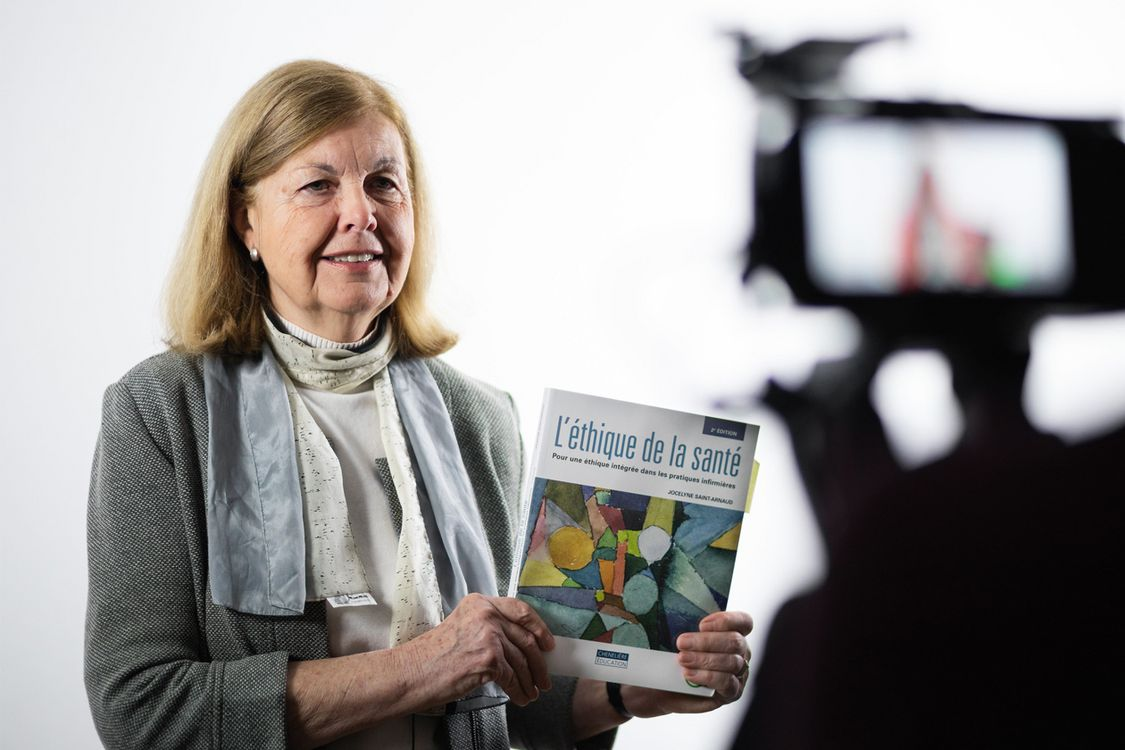 2e ÉDITION
L'éthique de la santé
Pour une éthique intégrée dans les pratiques infirmières
JOCELYNE SAINT-ARNAUD
CHENELIÈRE
ÉDUCATION